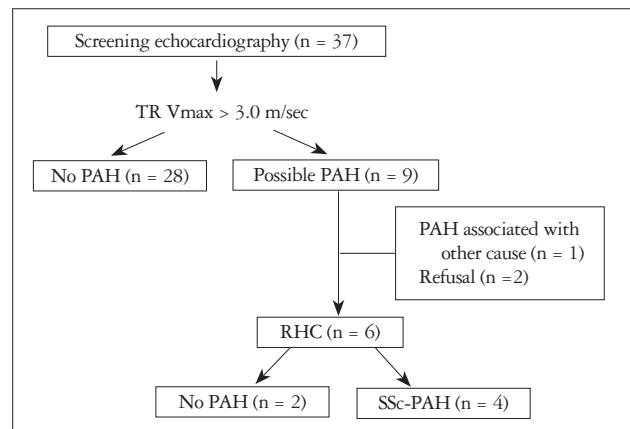 Screening echocardiography (n = 37)
TR Vmax > 3.0 m/sec
No PAH (n = 28)
Possible PAH (n = 9)
PAH associated with
other cause (n = 1)
Refusal (n =2)
RHC (n = 6)
No PAH (n = 2)
SSc-PAH (n = 4)